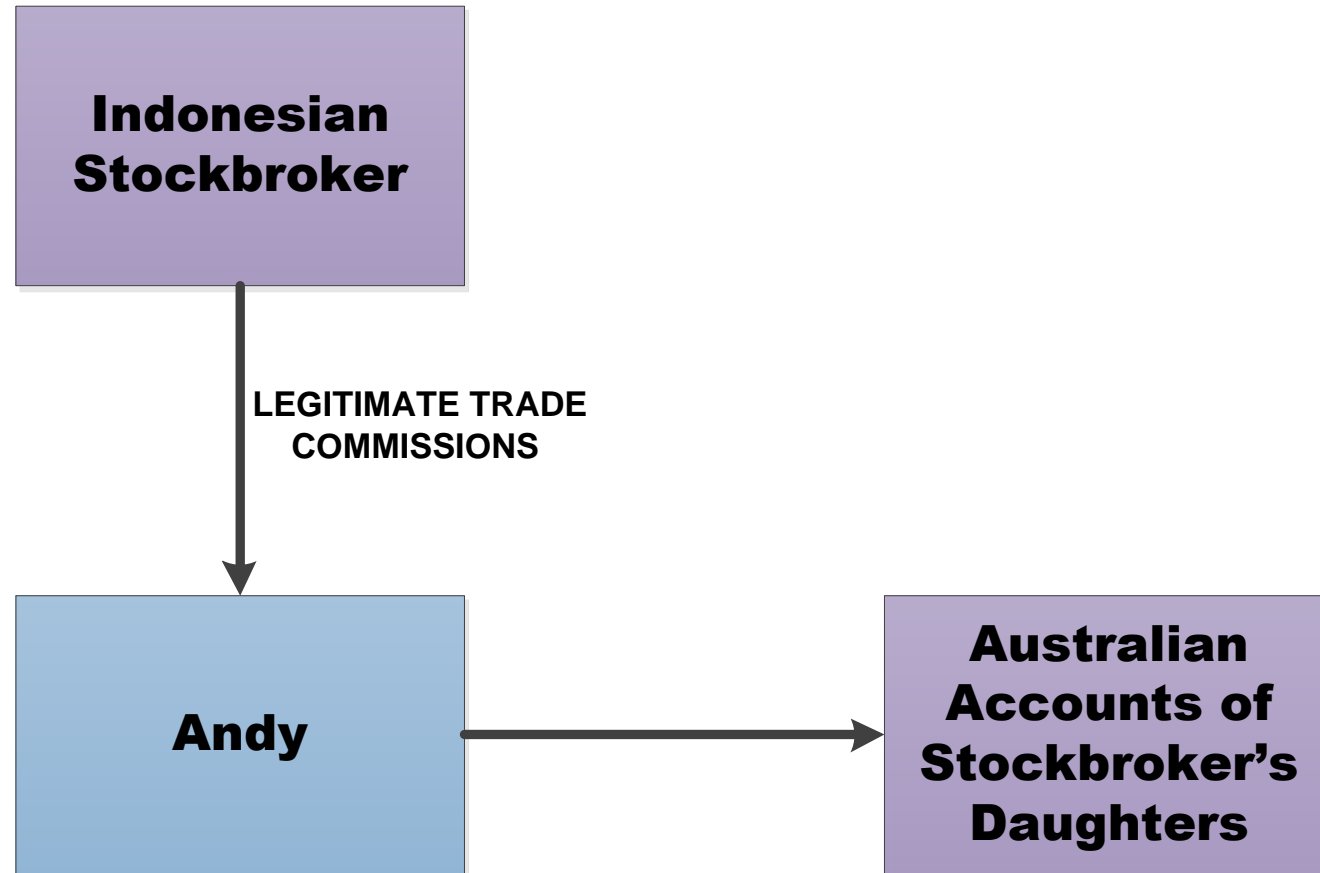 Indonesian
Stockbroker
LEGITIMATE TRADE
COMMISSIONS
Andy
Australian
Accounts of
Stockbroker’s
Daughters